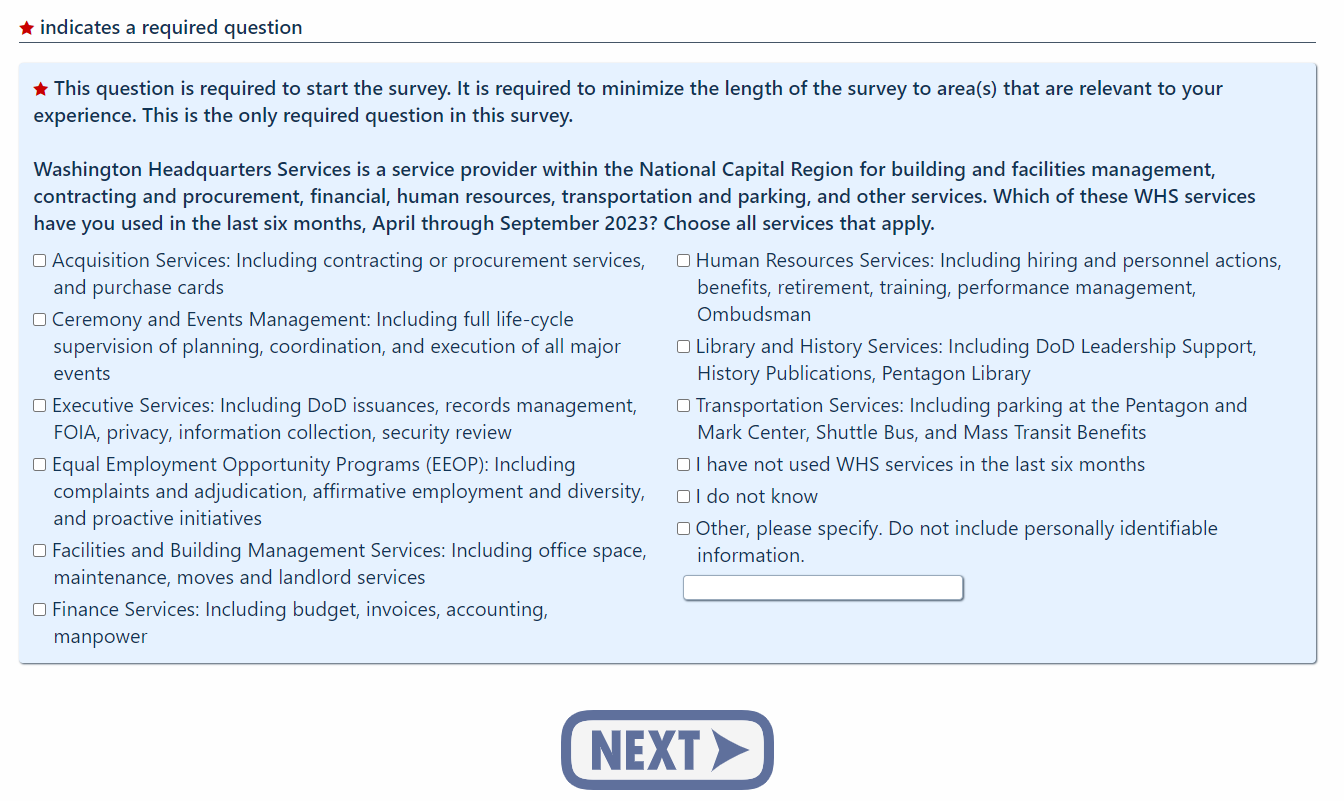 ★ indicates a required question
★ This question is required to start the survey. It is required to minimize the length of the survey to area(s) that are relevant to your
experience. This is the only required question in this survey.
Washington Headquarters Services is a service provider within the National Capital Region for building and facilities management,
contracting and procurement, financial, human resources, transportation and parking, and other services. Which of these WHS services
have you used in the last six months, April through September 2023? Choose all services that apply.
Acquisition Services: Including contracting or procurement services,
and purchase cards
Ceremony and Events Management: Including full life-cycle
supervision of planning, coordination, and execution of all major
events
Executive Services: Including DoD issuances, records management,
FOIA, privacy, information collection, security review
Equal Employment Opportunity Programs (EEOP): Including
complaints and adjudication, affirmative employment and diversity,
and proactive initiatives
Facilities and Building Management Services: Including office space,
maintenance, moves and landlord services
Finance Services: Including budget, invoices, accounting,
manpower
Human Resources Services: Including hiring and personnel actions,
benefits, retirement, training, performance management,
Ombudsman
Library and History Services: Including DoD Leadership Support,
History Publications, Pentagon Library
Transportation Services: Including parking at the Pentagon and
Mark Center, Shuttle Bus, and Mass Transit Benefits
I have not used WHS services in the last six months
I do not know
Other, please specify. Do not include personally identifiable
information.
NEXT